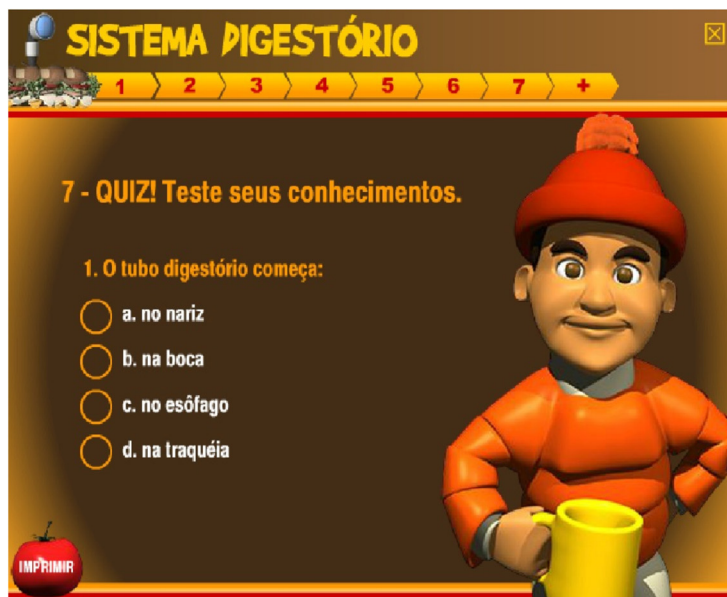 SISTEMA DIGESTÓRIO
1 2 3 4 5 6 7 +
7 - QUIZ! Teste seus conhecimentos.
1. O tubo digestório começa:
a. no nariz
b. na boca
c. no esôfago
d. na traquéia
IMPRIMIR